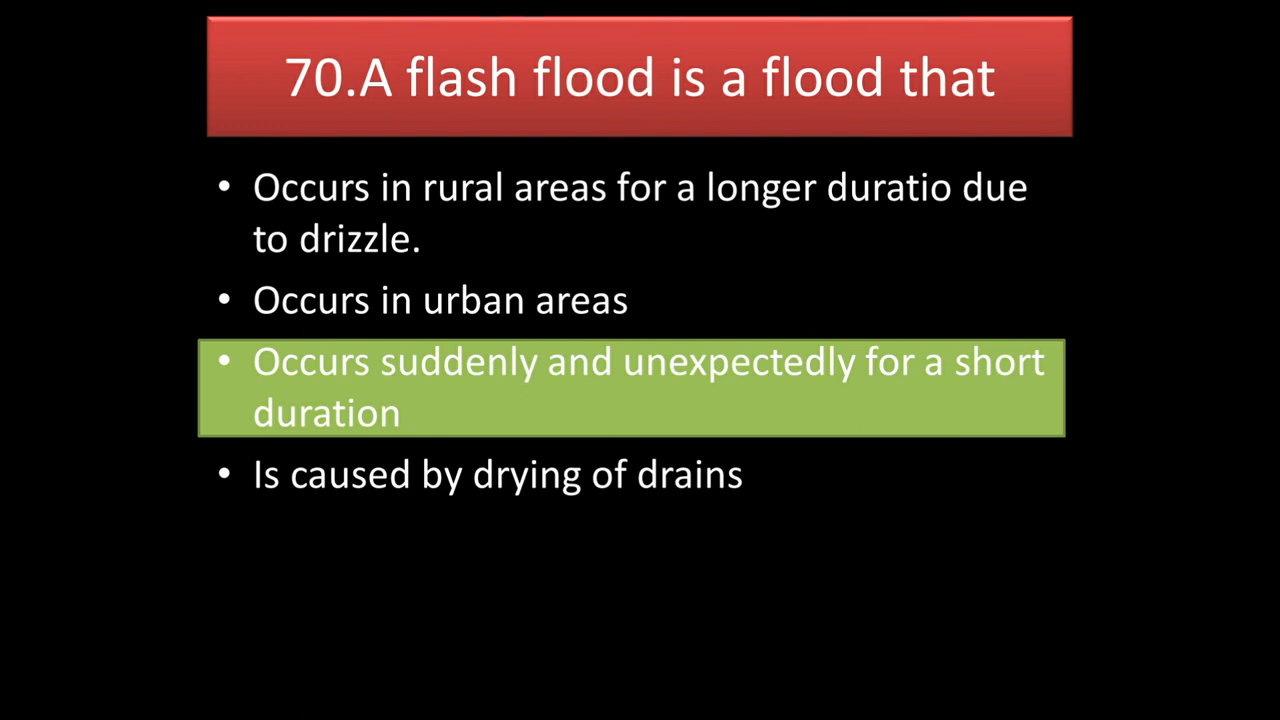 70.A flash flood is a flood that
• Occurs in rural areas for a longer duratio due
to drizzle.
• Occurs in urban areas
• Occurs suddenly and unexpectedly for a short
duration
• Is caused by drying of drains